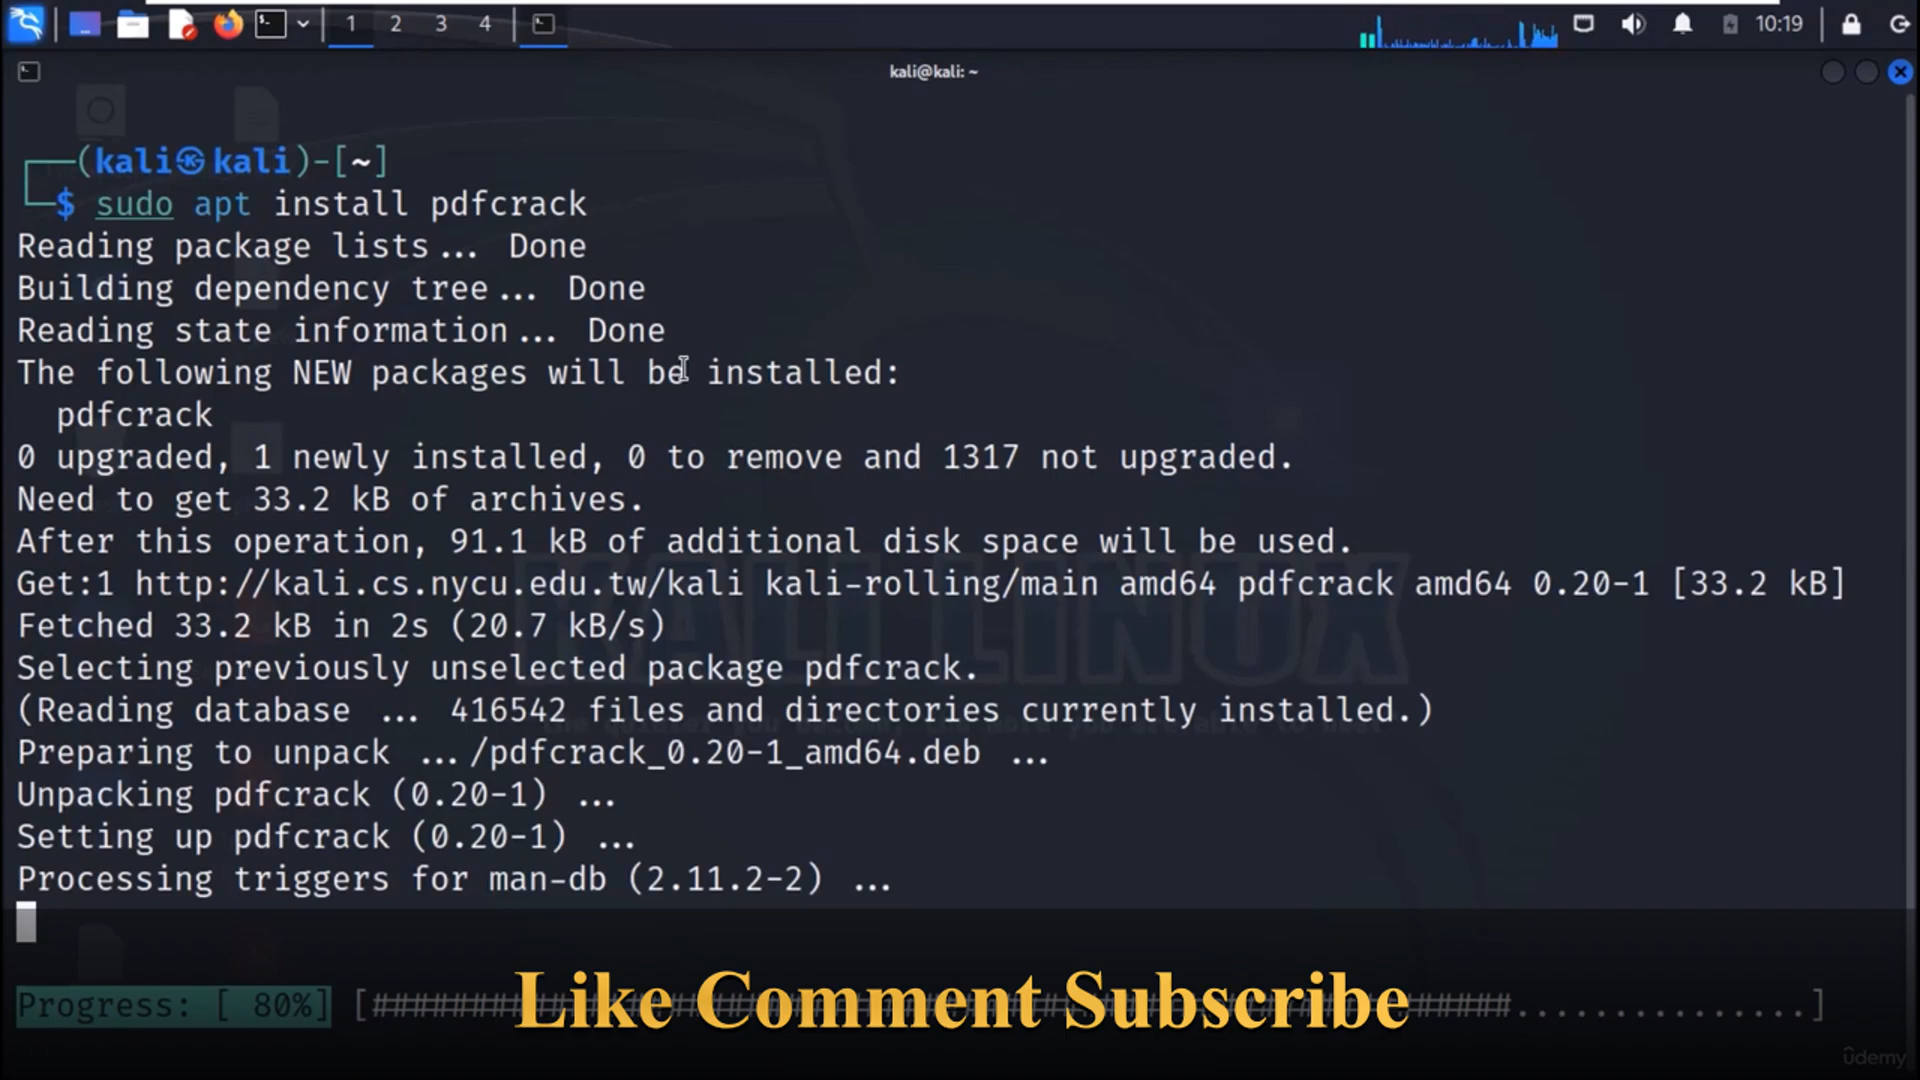 1 2 3 4 10:19
kali@kali: ~
(kali㉿kali)-[~]
$ sudo apt install pdfcrack
Reading package lists... Done
Building dependency tree... Done
Reading state information... Done
The following NEW packages will be installed:
pdfcrack
0 upgraded, 1 newly installed, 0 to remove and 1317 not upgraded.
Need to get 33.2 kB of archives.
After this operation, 91.1 kB of additional disk space will be used.
Get:1 http://kali.cs.nycu.edu.tw/kali kali-rolling/main amd64 pdfcrack amd64 0.20-1 [33.2 kB]
Fetched 33.2 kB in 2s (20.7 kB/s)
Selecting previously unselected package pdfcrack.
(Reading database ... 416542 files and directories currently installed.)
Preparing to unpack .../pdfcrack_0.20-1_amd64.deb ...
Unpacking pdfcrack (0.20-1) ...
Setting up pdfcrack (0.20-1) ...
Processing triggers for man-db (2.11.2-2) ...
KALI LINUX
Like Comment Subscribe
Progress: [ 80%]
ûdemy